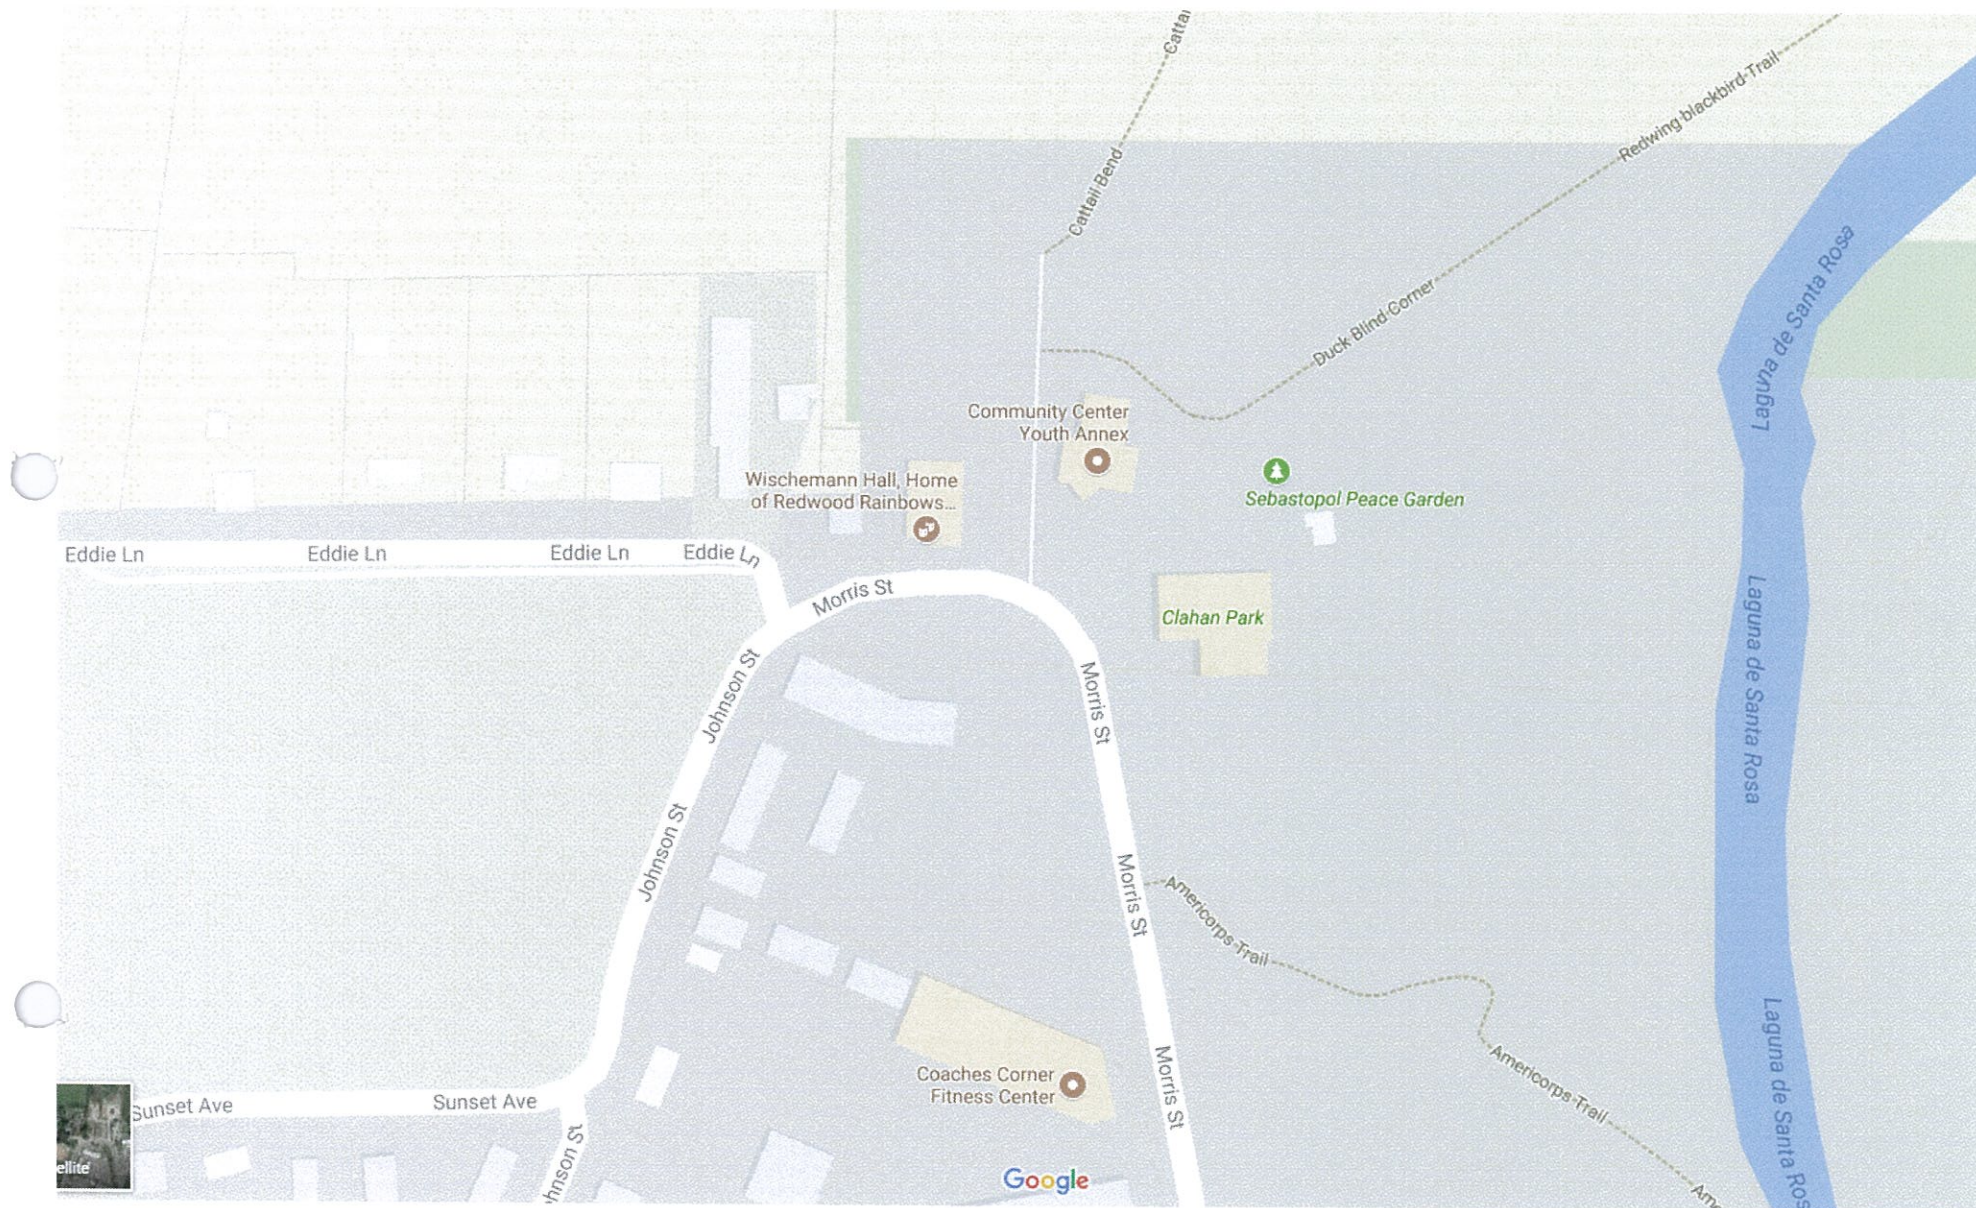 Cattai
Redwing blackbird Trail
Cattail Bend
Laguna de Santa Rosa
Duck Blind Corner
Community Center
Youth Annex
Wischemann Hall, Home
of Redwood Rainbows...
Sebastopol Peace Garden
Eddie Ln
Eddie Ln
Eddie Ln
Eddie Ln
Morris St
Clahan Park
Laguna de Santa Rosa
Johnson St
Morris St
Johnson St
Morris St
Americorps Trail
Laguna de Santa Ros
Coaches Corner
Fitness Center
Morris St
Americorps Trail
Sunset Ave
Sunset Ave
hnson St
ellite
Google
Ame